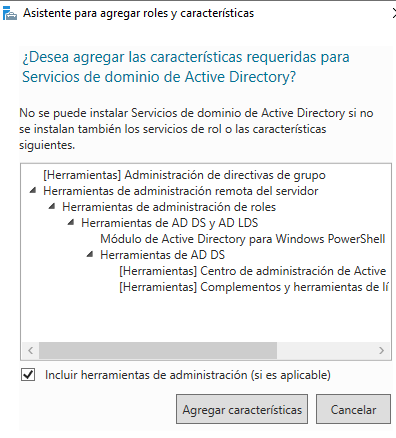 Asistente para agregar roles y características
¿Desea agregar las características requeridas para
Servicios de dominio de Active Directory?
No se puede instalar Servicios de dominio de Active Directory si no
se instalan también los servicios de rol o las características
siguientes.
[Herramientas] Administración de directivas de grupo
Herramientas de administración remota del servidor
Herramientas de administración de roles
Herramientas de AD DS y AD LDS
Módulo de Active Directory para Windows PowerShell
Herramientas de AD DS
[Herramientas] Centro de administración de Active
[Herramientas] Complementos y herramientas de lí
Incluir herramientas de administración (si es aplicable)
Agregar características
Cancelar